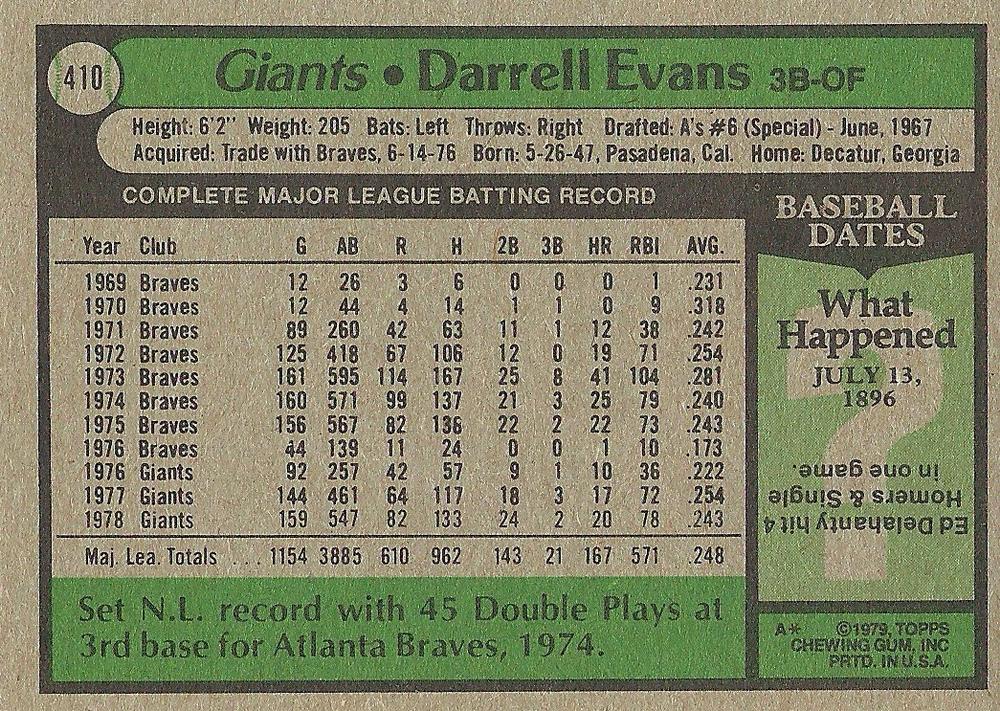 410
Giants • Darrell Evans 3B-OF
Height: 6'2" Weight: 205 Bats: Left Throws: Right Drafted: A's #6 (Special) - June, 1967
Acquired: Trade with Braves, 6-14-76 Born: 5-26-47, Pasadena, Cal. Home: Decatur, Georgia
COMPLETE MAJOR LEAGUE BATTING RECORD
Year Club G AB R H 2B 3B HR RBI AVG.
1969 Braves 12 26 3 6 0 0 0 1 .231
1970 Braves 12 44 4 14 1 1 0 9 .318
1971 Braves 89 260 42 63 11 1 12 38 .242
1972 Braves 125 418 67 106 12 0 19 71 .254
1973 Braves 161 595 114 167 25 8 41 104 .281
1974 Braves 160 571 99 137 21 3 25 79 .240
1975 Braves 156 567 82 138 22 2 22 73 .243
1976 Braves 44 139 11 24 0 0 1 10 .173
1976 Giants 92 257 42 57 9 1 10 36 .222
1977 Giants 144 461 64 117 18 3 17 72 .254
1978 Giants 159 547 82 133 24 2 20 78 .243
Maj. Lea. Totals ... 1154 3885 610 962 143 21 167 571 .248
Set N.L. record with 45 Double Plays at
3rd base for Atlanta Braves, 1974.
BASEBALL
DATES
What
Happened
JULY 13,
1896
Ed Delahanty hit 4
Homers & Single
in one game.
A* ©1979, TOPPS
CHEWING GUM, INC
PRTD. IN U.S.A.